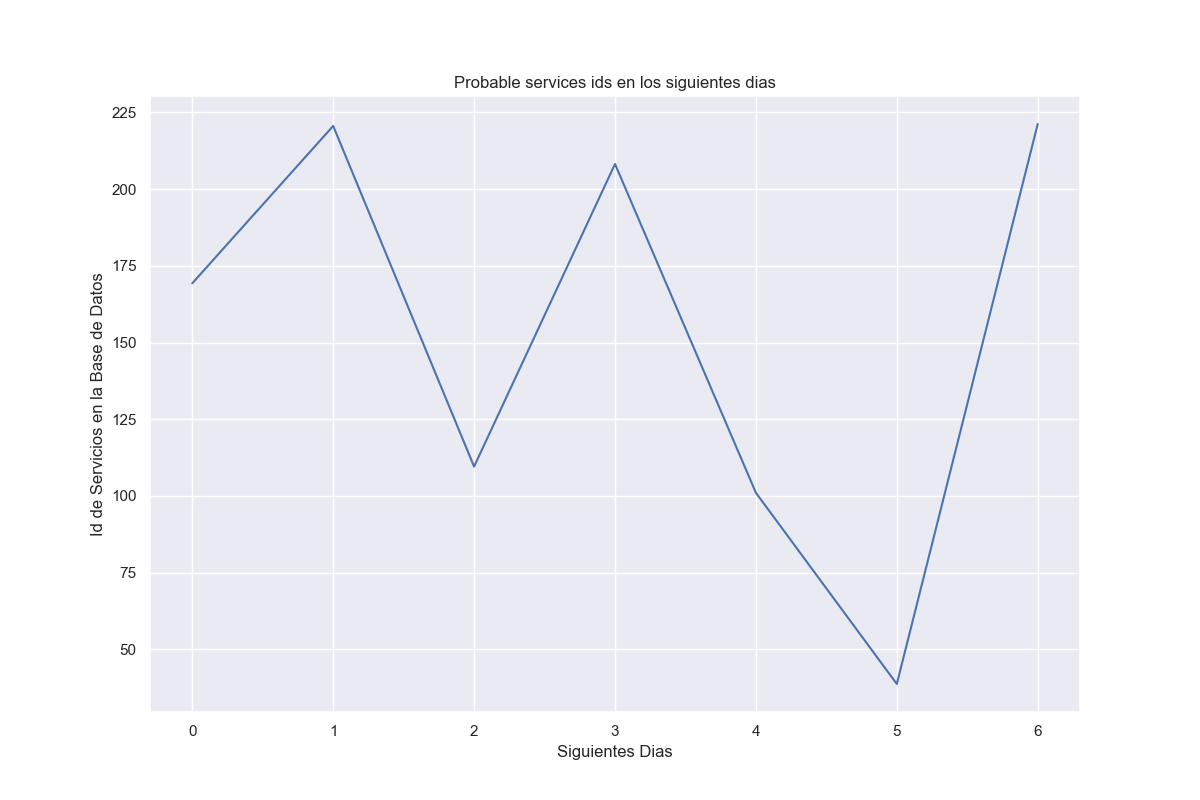 Probable services ids en los siguientes dias
225
200
175
150
125
100
75
50
Id de Servicios en la Base de Datos
0 1 2 3 4 5 6
Siguientes Dias